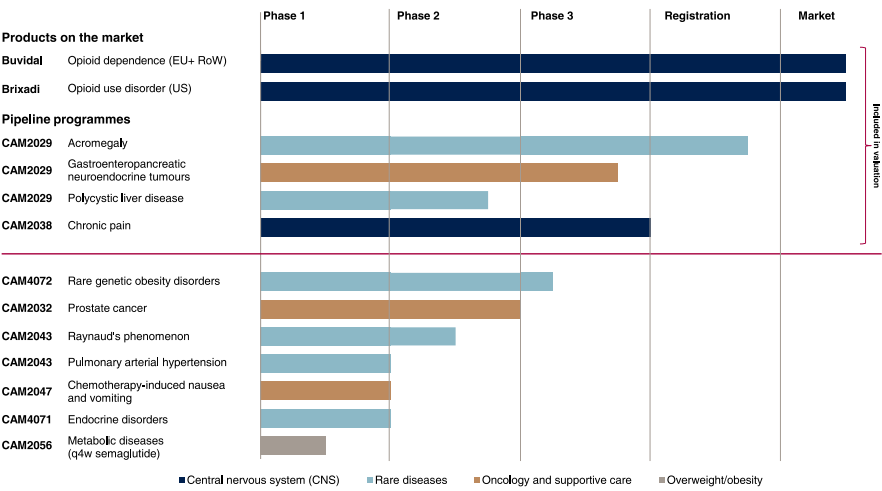 Phase 1 Phase 2 Phase 3 Registration Market
Products on the market
Buvidal Opioid dependence (EU+ RoW)
Brixadi Opioid use disorder (US)
Pipeline programmes
CAM2029 Acromegaly
CAM2029 Gastroenteropancreatic
neuroendocrine tumours
CAM2029 Polycystic liver disease
CAM2038 Chronic pain
Included in valuation
CAM4072 Rare genetic obesity disorders
CAM2032 Prostate cancer
CAM2043 Raynaud's phenomenon
CAM2043 Pulmonary arterial hypertension
CAM2047 Chemotherapy-induced nausea
and vomiting
CAM4071 Endocrine disorders
CAM2056 Metabolic diseases
(q4w semaglutide)
Central nervous system (CNS) Rare diseases Oncology and supportive care Overweight/obesity